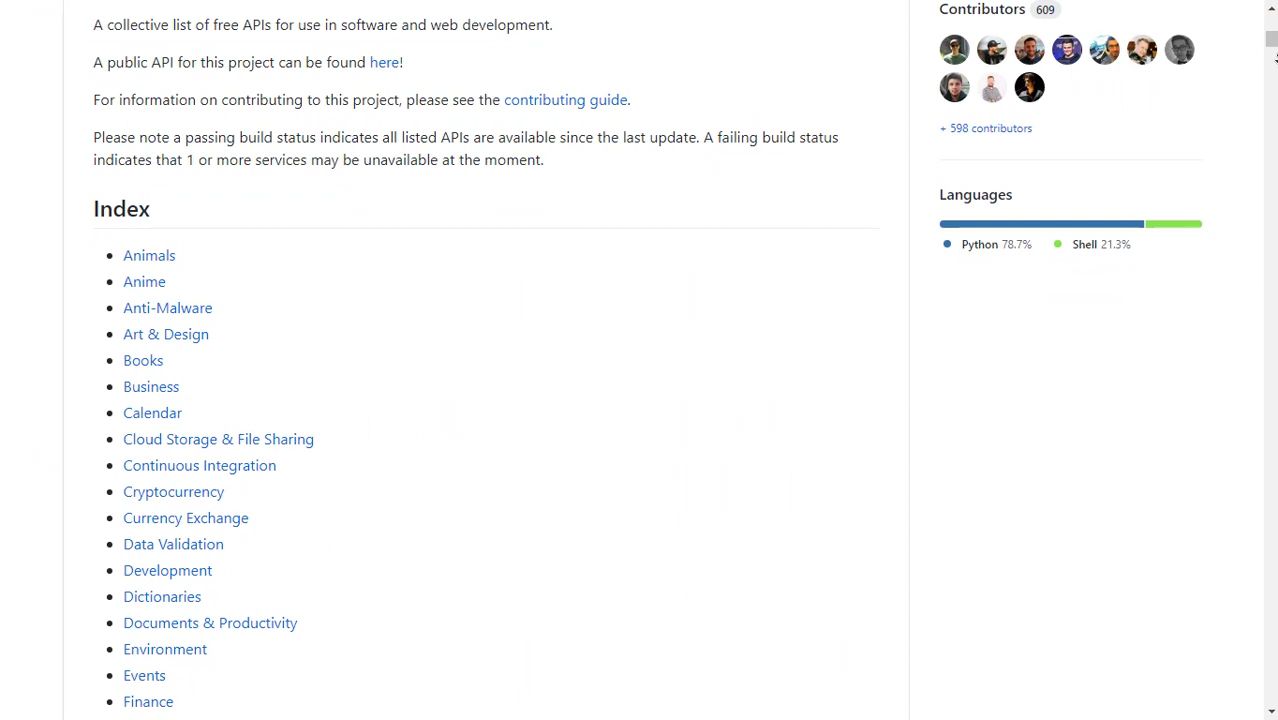 A collective list of free APIs for use in software and web development.
A public API for this project can be found here!
For information on contributing to this project, please see the contributing guide.
Please note a passing build status indicates all listed APIs are available since the last update. A failing build status
indicates that 1 or more services may be unavailable at the moment.
Index
Animals
Anime
Anti-Malware
Art & Design
Books
Business
Calendar
Cloud Storage & File Sharing
Continuous Integration
Cryptocurrency
Currency Exchange
Data Validation
Development
Dictionaries
Documents & Productivity
Environment
Events
Finance
Contributors 609
+ 598 contributors
Languages
Python 78.7% Shell 21.3%